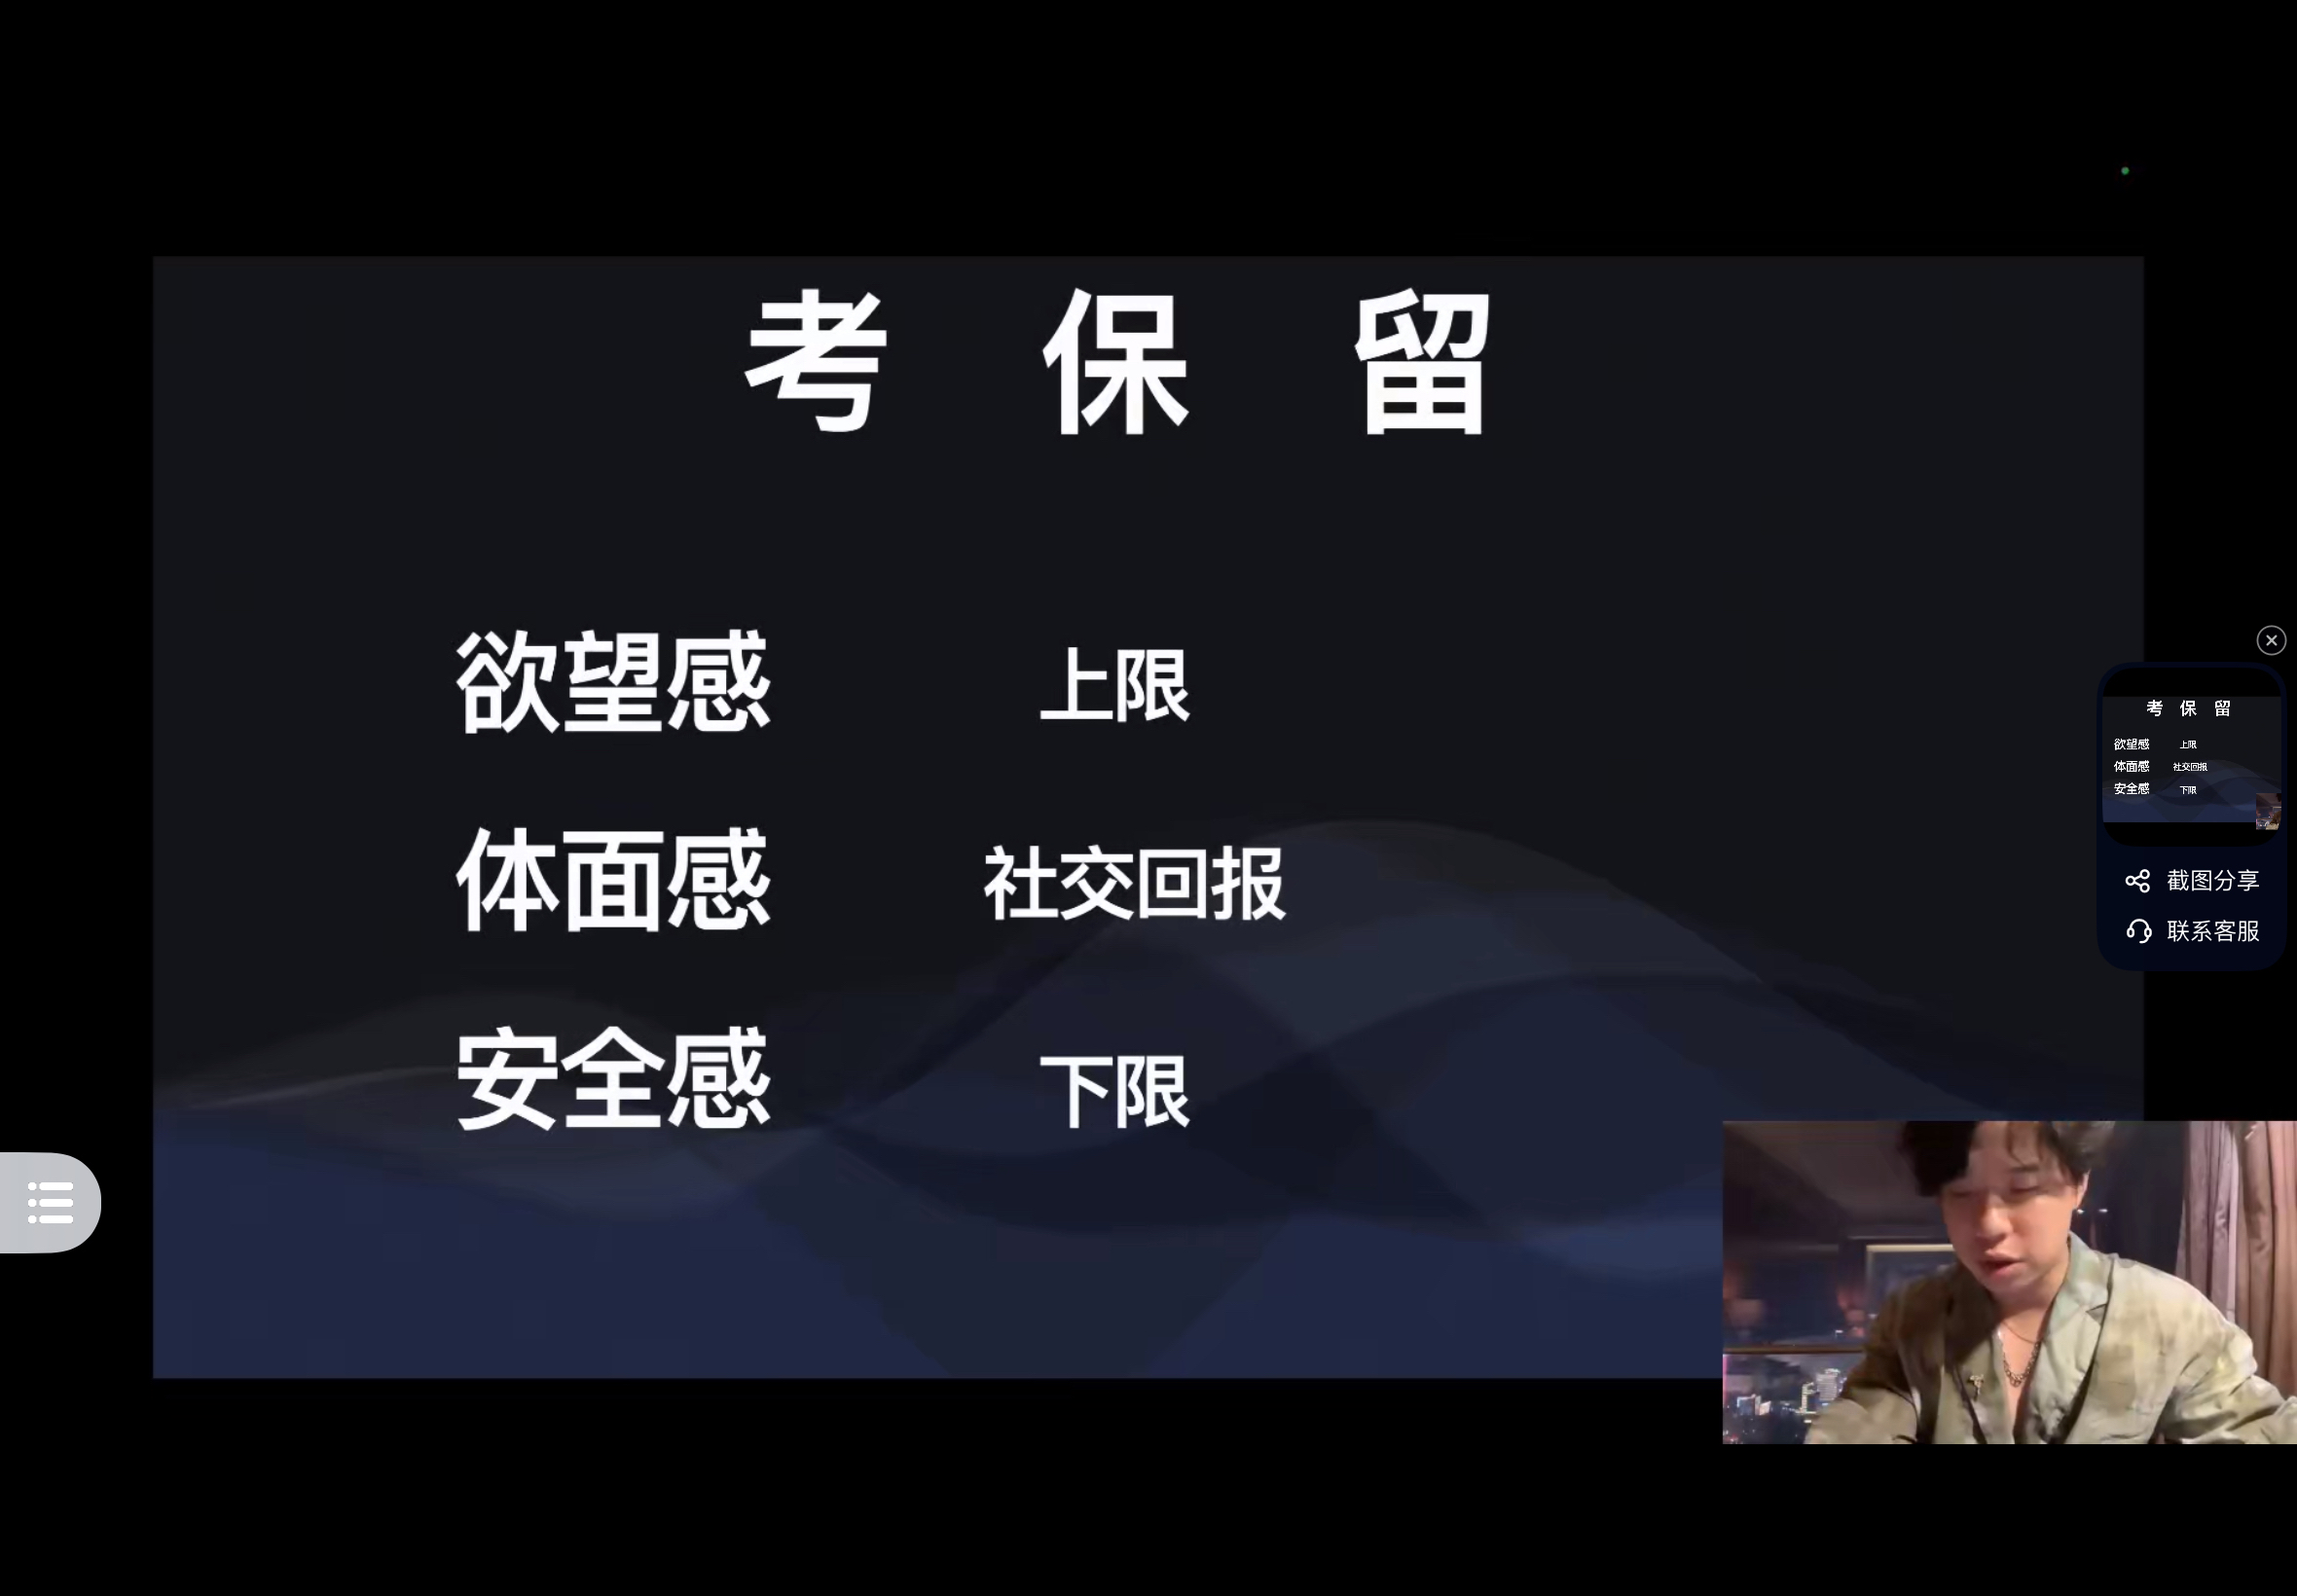 考 保 留
欲望感 上限
体面感 社交回报
安全感 下限
考 保 留
欲望感 上限
体面感 社交回报
安全感 下限
截图分享
联系客服